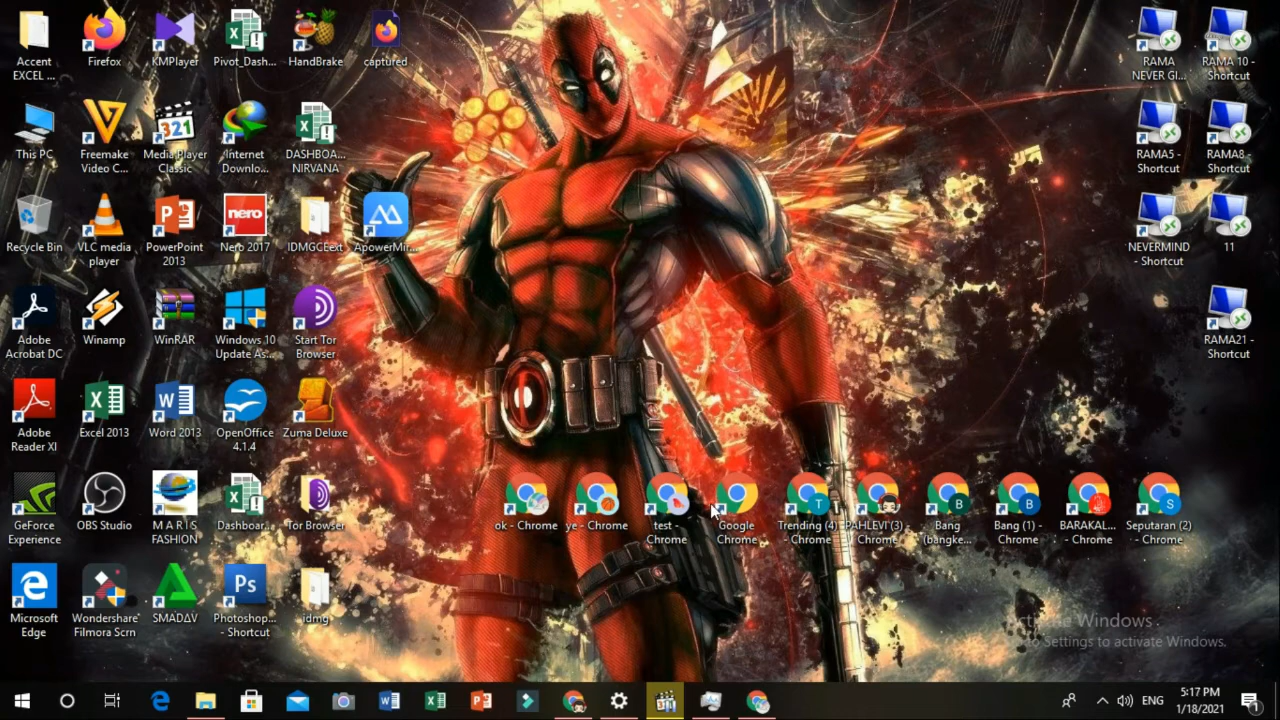 Accent
EXCEL ...
Firefox
KMPlayer
Pivot_Dash...
HandBrake
captured
RAMA
NEVER GI...
RAMA 10 -
Shortcut
This PC
Freemake
Video C...
321
Media Player
Classic
Internet
Downlo...
DASHBOA...
NIRVANA
RAMA5 -
Shortcut
RAMA8 -
Shortcut
Recycle Bin
VLC media
player
PowerPoint
2013
nero
Nero 2017
IDMGCExt
ApowerMir...
NEVERMIND
- Shortcut
11
Adobe
Acrobat DC
Winamp
WinRAR
Windows 10
Update As...
Start Tor
Browser
RAMA21 -
Shortcut
Adobe
Reader XI
Excel 2013
Word 2013
OpenOffice
4.1.4
Zuma Deluxe
GeForce
Experience
OBS Studio
M A R I S
FASHION
Dashboar...
Tor Browser
ok - Chrome
ye - Chrome
test -
Chrome
Google
Chrome
T
Trending (4)
- Chrome
PAHLEVI (3) -
Chrome
B
Bang
(bangke...
B
Bang (1) -
Chrome
BARAKAL...
- Chrome
S
Seputaran (2)
- Chrome
Microsoft
Edge
Wondershare
Filmora Scrn
SMADΔV
Ps
Photoshop...
- Shortcut
idmg
Activate Windows
Go to Settings to activate Windows.
ENG
5:17 PM
1/18/2021
1